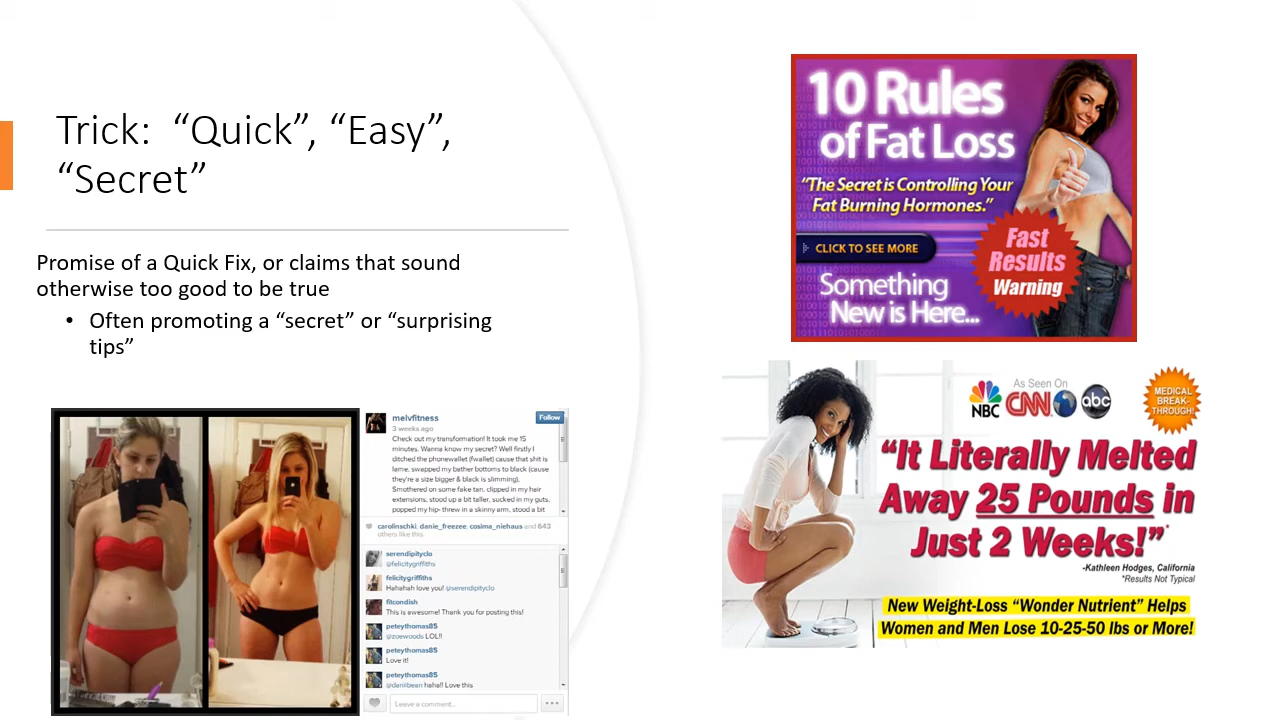 Trick:  “Quick”, “Easy”,
“Secret”
Promise of a Quick Fix, or claims that sound
otherwise too good to be true
• Often promoting a “secret” or “surprising
tips”
melvfitness
Follow
3 weeks ago
Check out my transformation! It took me 15
minutes. Wanna know my secret? Well firstly I
ditched the phonewallet (fwallet) cause that shit is
lame, swapped my bather bottoms to black (cause
they're a size bigger & black is slimming),
Smothered on some fake tan, clipped in my hair
extensions, stood up a bit taller, sucked in my guts,
popped my hip- threw in a skinny arm, stood a bit
carolinschki, danie_freezee, cosima_niehaus and 643
others like this.
serendipityclo
@felicitygriffiths
felicitygriffiths
Hahahah love you! @serendipityclo
fitcondish
This is awesome! Thank you for posting this!
peteythomas85
@zoewoods LOL!!
peteythomas85
Love it!
peteythomas85
@danibean haha!! Love this
Leave a comment...
10 Rules
of Fat Loss
“The Secret is Controlling Your
Fat Burning Hormones.”
CLICK TO SEE MORE
Fast
Results
Warning
Something
New is Here...
As Seen On
NBC CNN abc
MEDICAL
BREAK-
THROUGH!
“It Literally Melted
Away 25 Pounds in
Just 2 Weeks!”*
-Kathleen Hodges, California
*Results Not Typical
New Weight-Loss “Wonder Nutrient” Helps
Women and Men Lose 10-25-50 lbs or More!